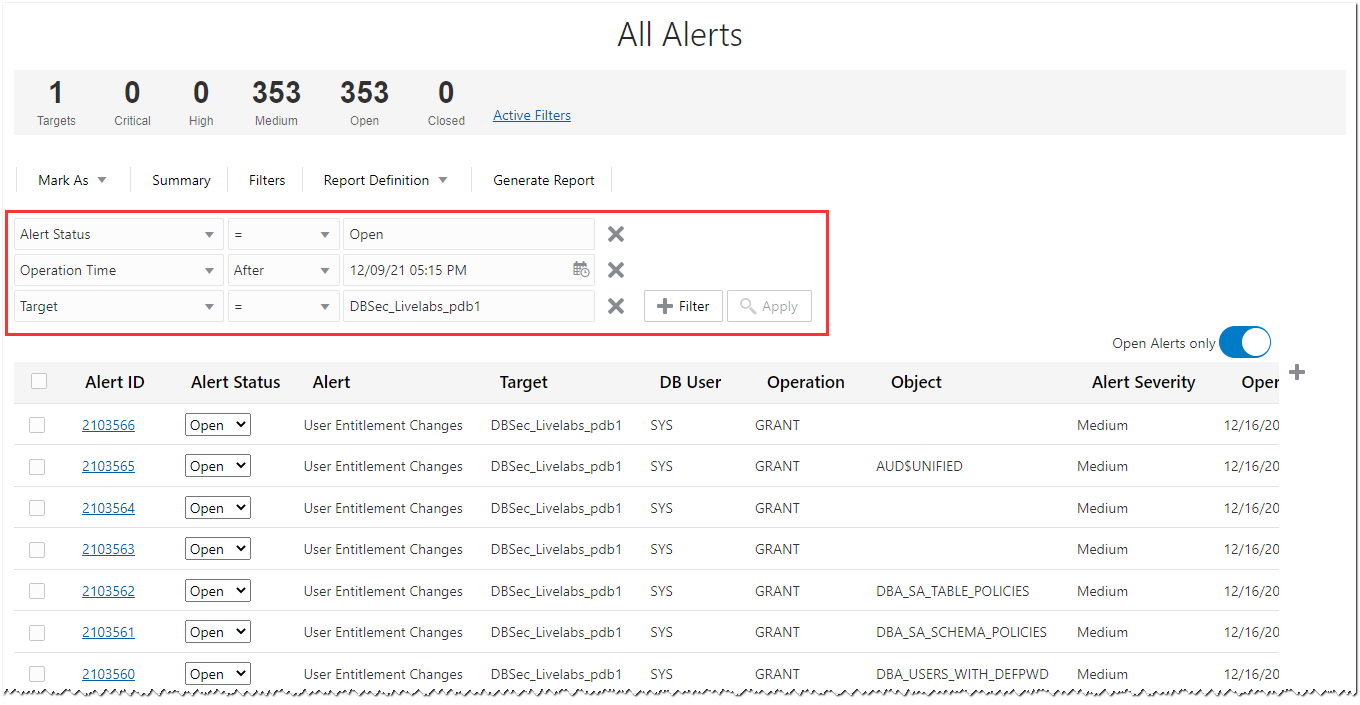 All Alerts
1 0 0 353 353 0
Targets Critical High Medium Open Closed Active Filters
Mark As Summary Filters Report Definition Generate Report
Alert Status = Open
Operation Time After 12/09/21 05:15 PM
Target = DBSec_Livelabs_pdb1 Filter Apply
Open Alerts only
Alert ID Alert Status Alert Target DB User Operation Object Alert Severity Oper
2103566 Open User Entitlement Changes DBSec_Livelabs_pdb1 SYS GRANT Medium 12/16/20
2103565 Open User Entitlement Changes DBSec_Livelabs_pdb1 SYS GRANT AUD$UNIFIED Medium 12/16/20
2103564 Open User Entitlement Changes DBSec_Livelabs_pdb1 SYS GRANT Medium 12/16/20
2103563 Open User Entitlement Changes DBSec_Livelabs_pdb1 SYS GRANT Medium 12/16/20
2103562 Open User Entitlement Changes DBSec_Livelabs_pdb1 SYS GRANT DBA_SA_TABLE_POLICIES Medium 12/16/20
2103561 Open User Entitlement Changes DBSec_Livelabs_pdb1 SYS GRANT DBA_SA_SCHEMA_POLICIES Medium 12/16/20
2103560 Open User Entitlement Changes DBSec_Livelabs_pdb1 SYS GRANT DBA_USERS_WITH_DEFPWD Medium 12/16/20